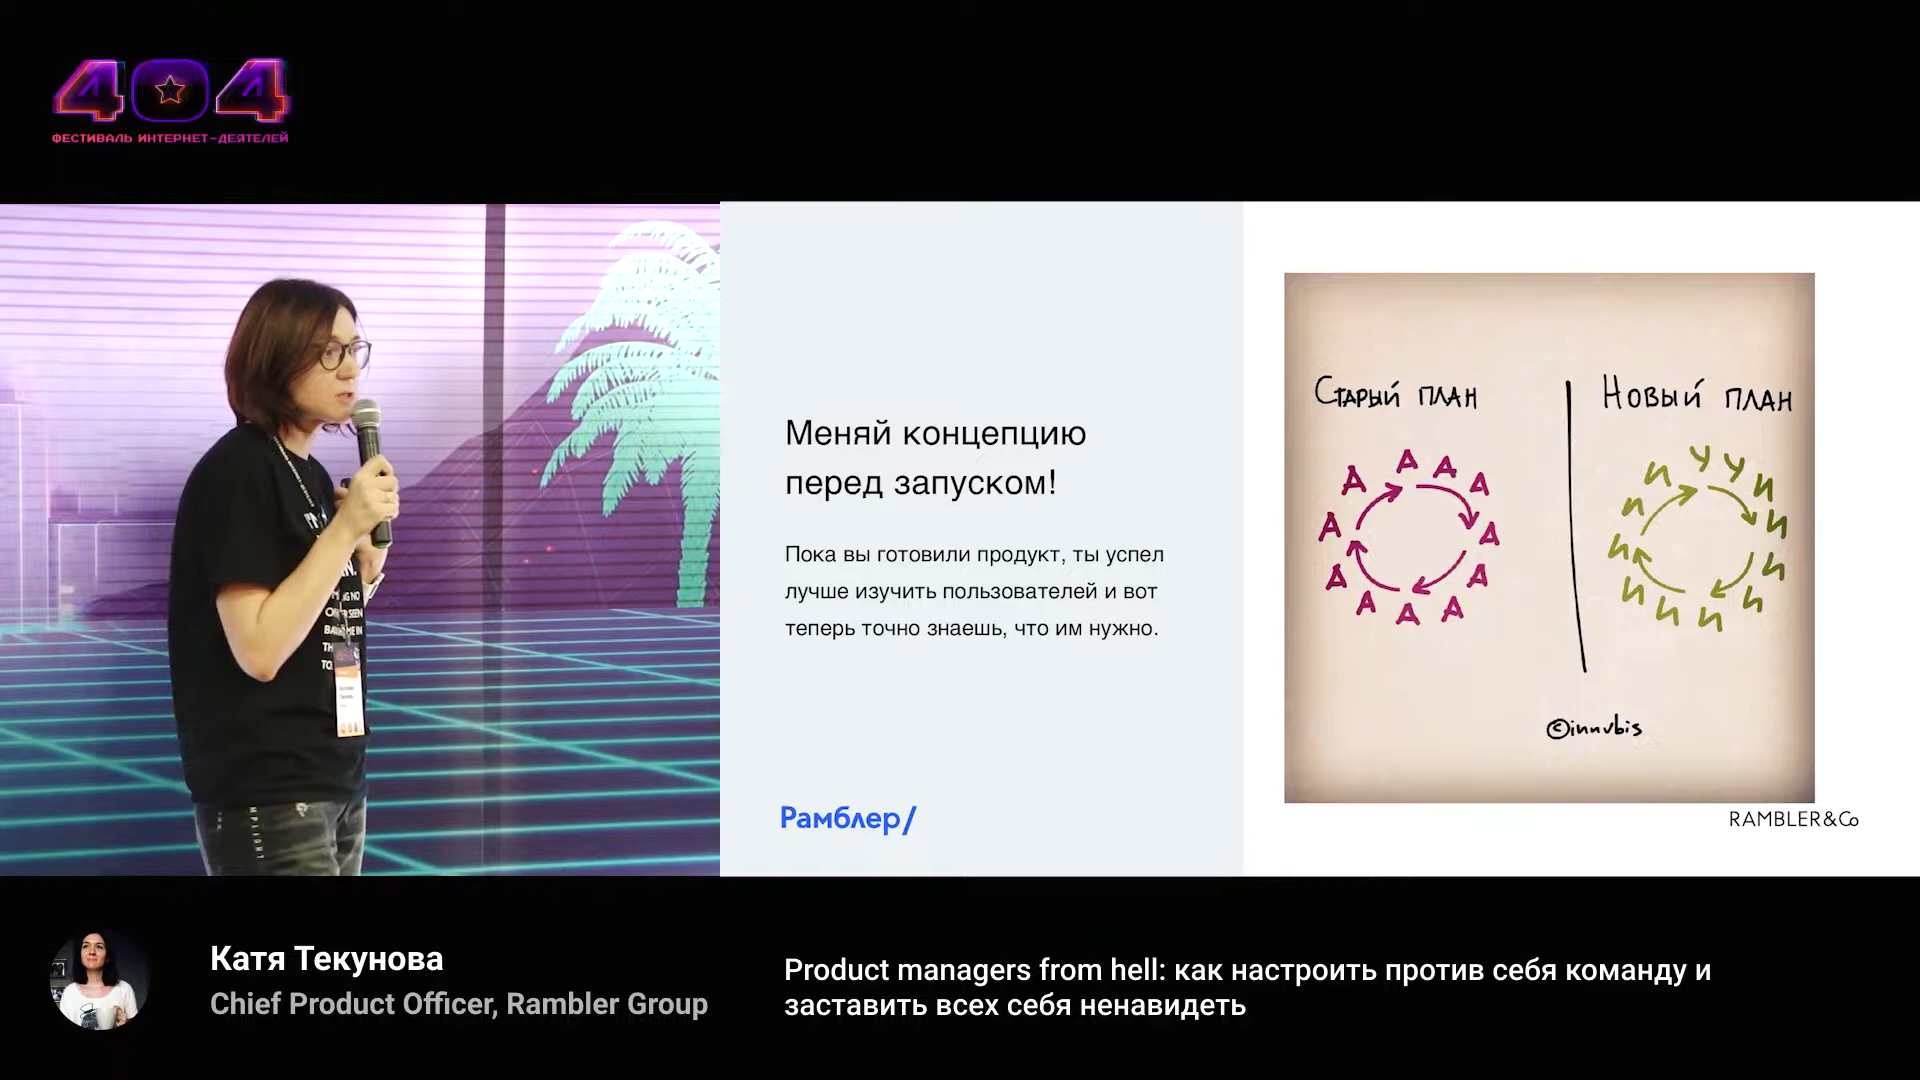 404
ФЕСТИВАЛЬ ИНТЕРНЕТ-ДЕЯТЕЛЕЙ
Меняй концепцию
перед запуском!
Пока вы готовили продукт, ты успел
лучше изучить пользователей и вот
теперь точно знаешь, что им нужно.
Рамблер/
Старый план
Новый план
А А А А А А А А А А А А
И И У У И И И И И И И И И
©innubis
RAMBLER&Co
Катя Текунова
Chief Product Officer, Rambler Group
Product managers from hell: как настроить против себя команду и
заставить всех себя ненавидеть